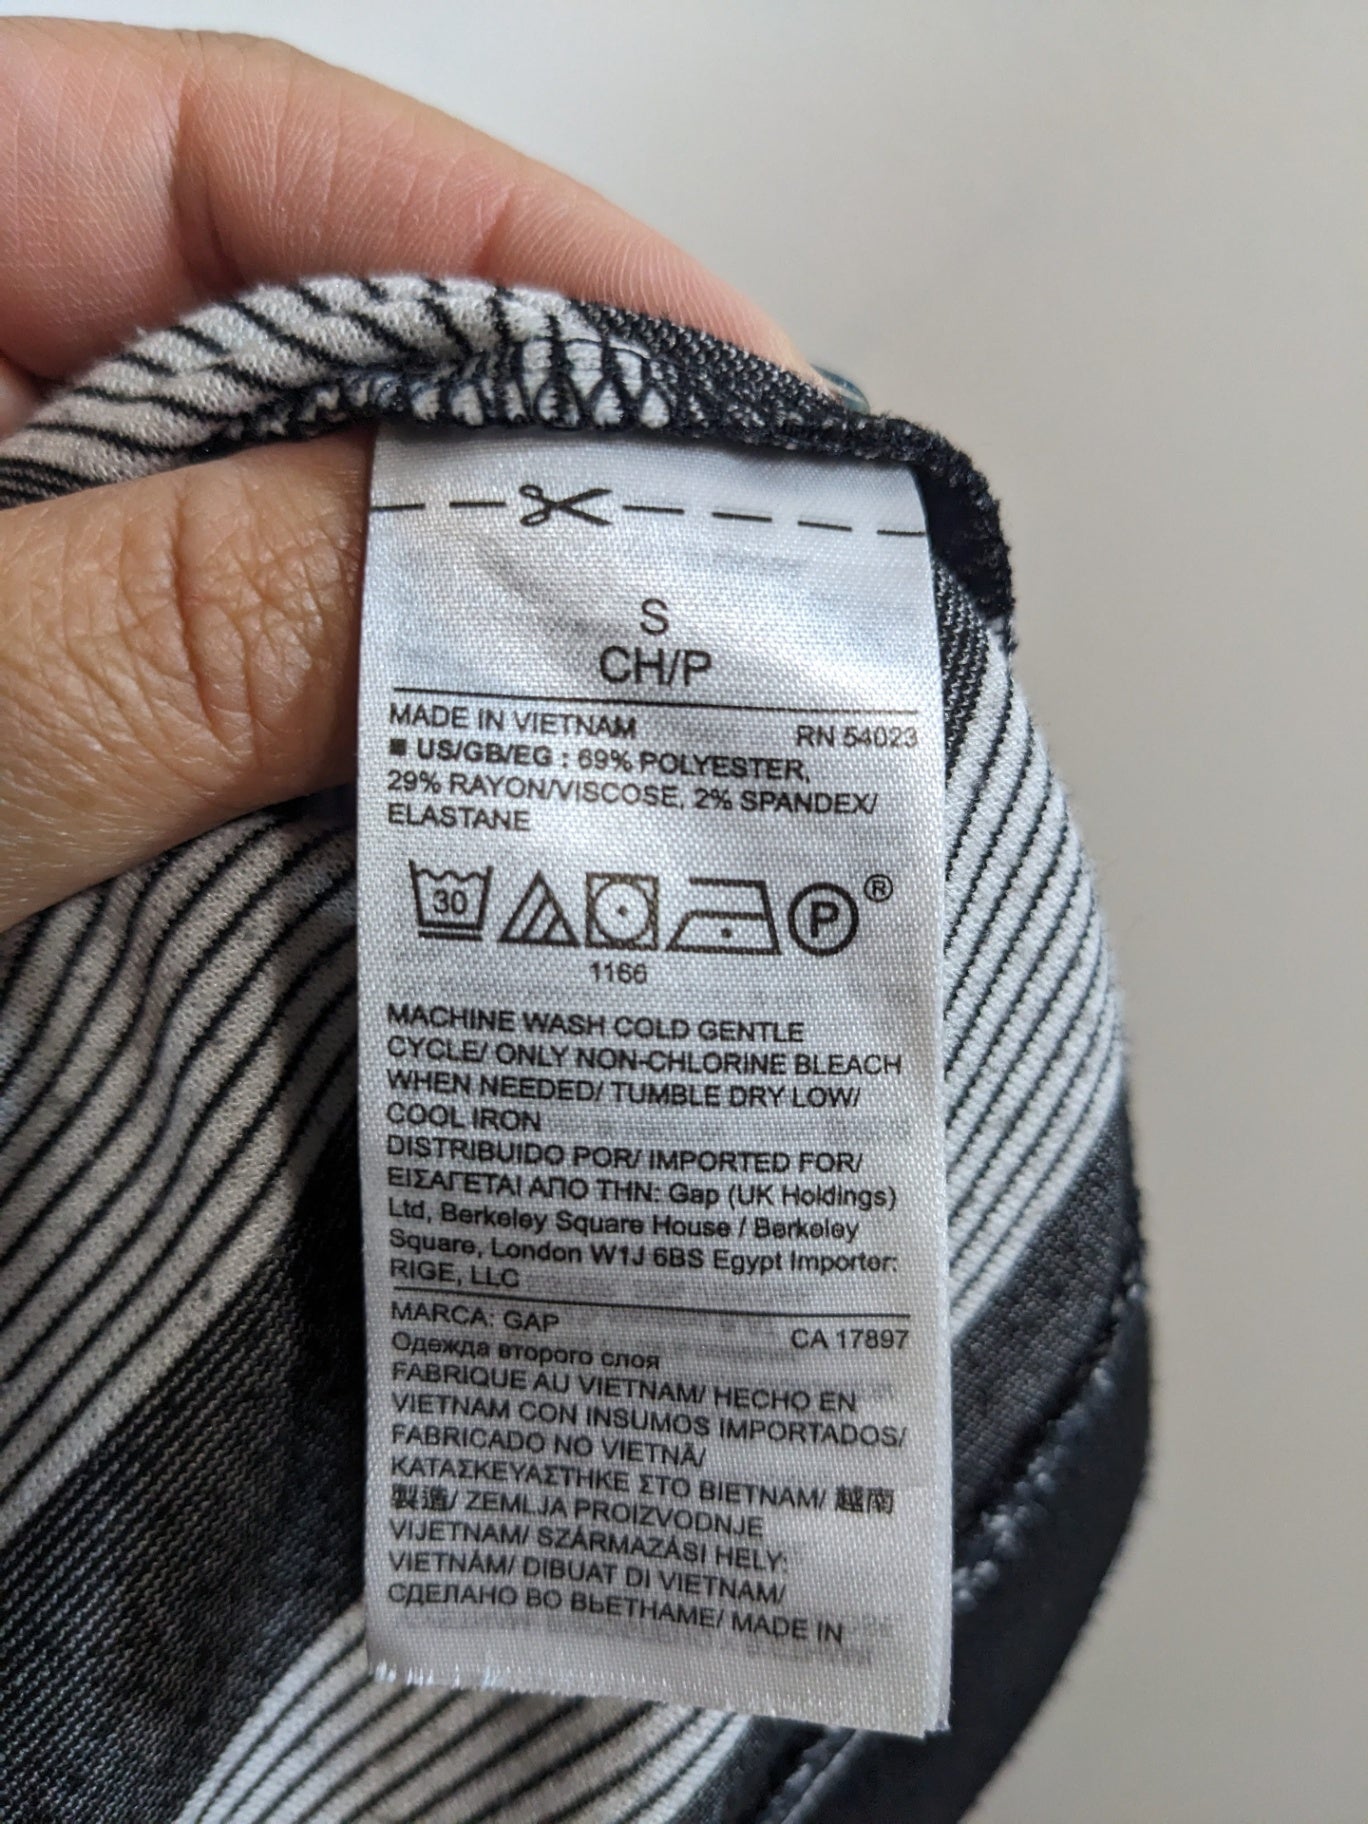 S
CH/P
MADE IN VIETNAM RN 54023
■ US/GB/EG : 69% POLYESTER,
29% RAYON/VISCOSE, 2% SPANDEX/
ELASTANE
30 P ®
1166
MACHINE WASH COLD GENTLE
CYCLE/ ONLY NON-CHLORINE BLEACH
WHEN NEEDED/ TUMBLE DRY LOW/
COOL IRON
DISTRIBUIDO POR/ IMPORTED FOR/
ΕΙΣΑΓΕΤΑΙ ΑΠΟ ΤΗΝ: Gap (UK Holdings)
Ltd, Berkeley Square House / Berkeley
Square, London W1J 6BS Egypt Importer:
RIGE, LLC
MARCA: GAP CA 17897
Одежда второго слоя
FABRIQUE AU VIETNAM/ HECHO EN
VIETNAM CON INSUMOS IMPORTADOS/
FABRICADO NO VIETNÃ/
ΚΑΤΑΣΚΕΥΑΣΤΗΚΕ ΣΤΟ ΒΙΕΤΝΑΜ/ 越南
製造/ ZEMLJA PROIZVODNJE
VIJETNAM/ SZÁRMAZÁSI HELY:
VIETNÁM/ DIBUAT DI VIETNAM/
СДЕЛАНО ВО ВЬЕТНАМЕ/ MADE IN